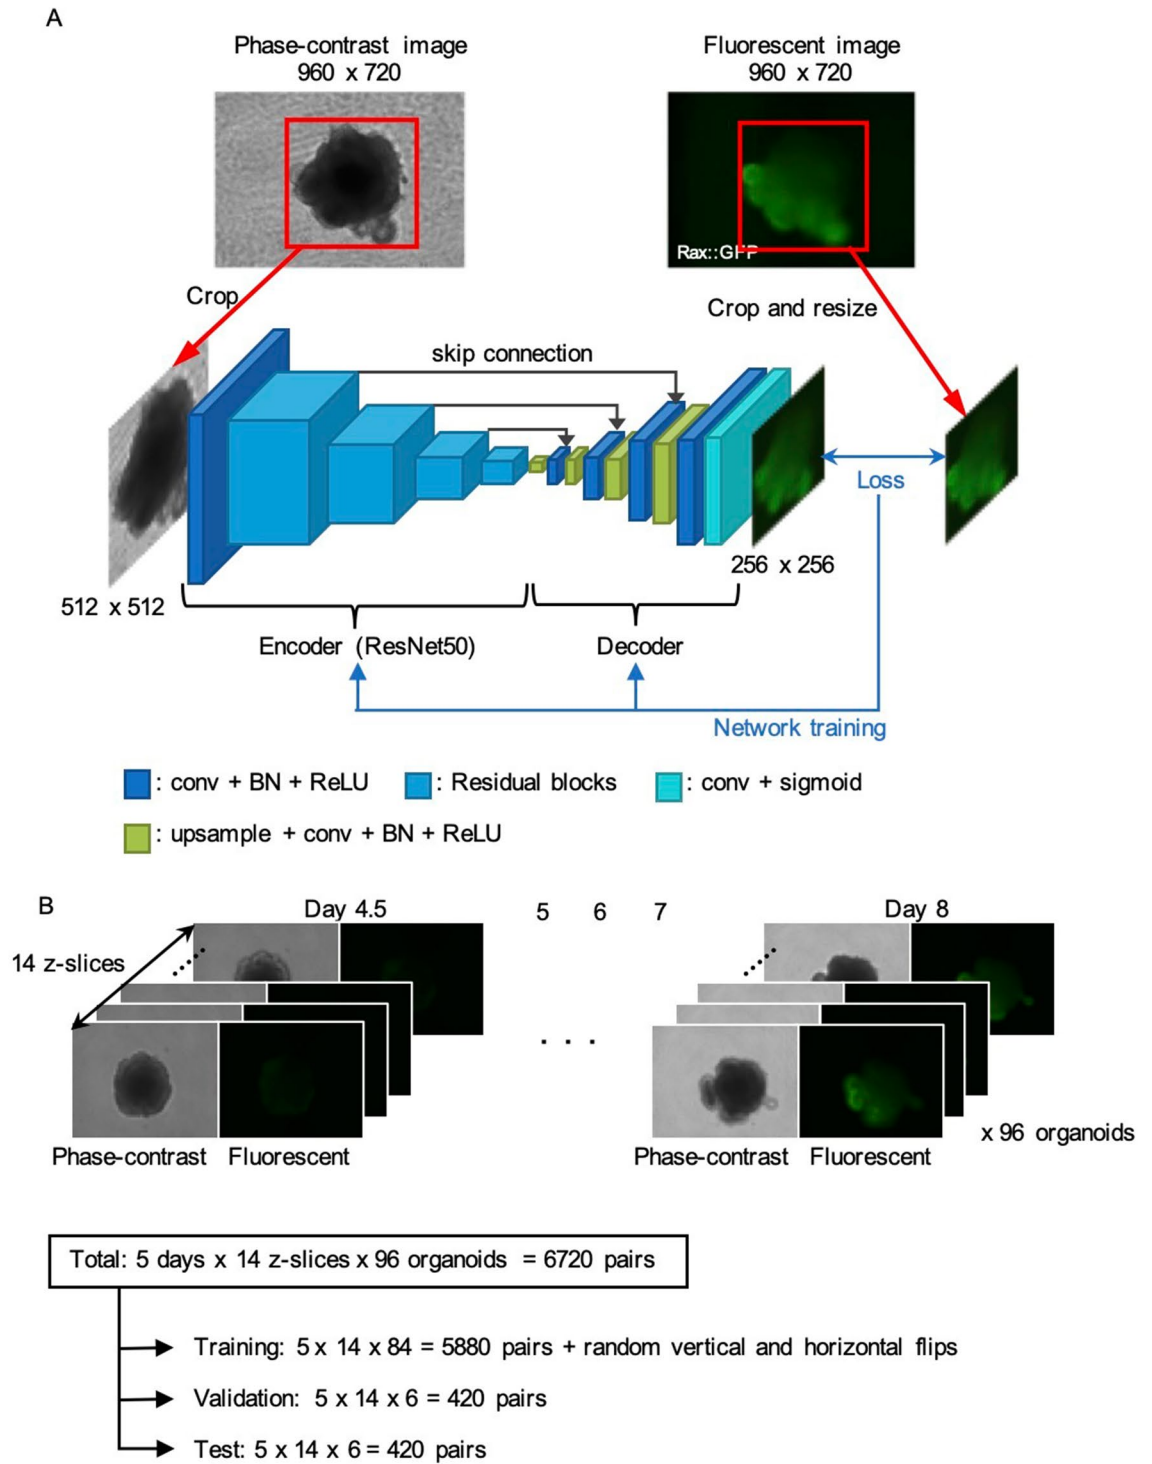 A
Phase-contrast image
960 x 720
Fluorescent image
960 x 720
Rax::GFP
Crop
Crop and resize
skip connection
Loss
256 x 256
512 x 512
Encoder (ResNet50)
Decoder
Network training
: conv + BN + ReLU
: Residual blocks
: conv + sigmoid
: upsample + conv + BN + ReLU
B
Day 4.5
5 6 7
Day 8
14 z-slices
. . .
x 96 organoids
Phase-contrast Fluorescent
Phase-contrast Fluorescent
Total: 5 days x 14 z-slices x 96 organoids = 6720 pairs
Training: 5 x 14 x 84 = 5880 pairs + random vertical and horizontal flips
Validation: 5 x 14 x 6 = 420 pairs
Test: 5 x 14 x 6 = 420 pairs